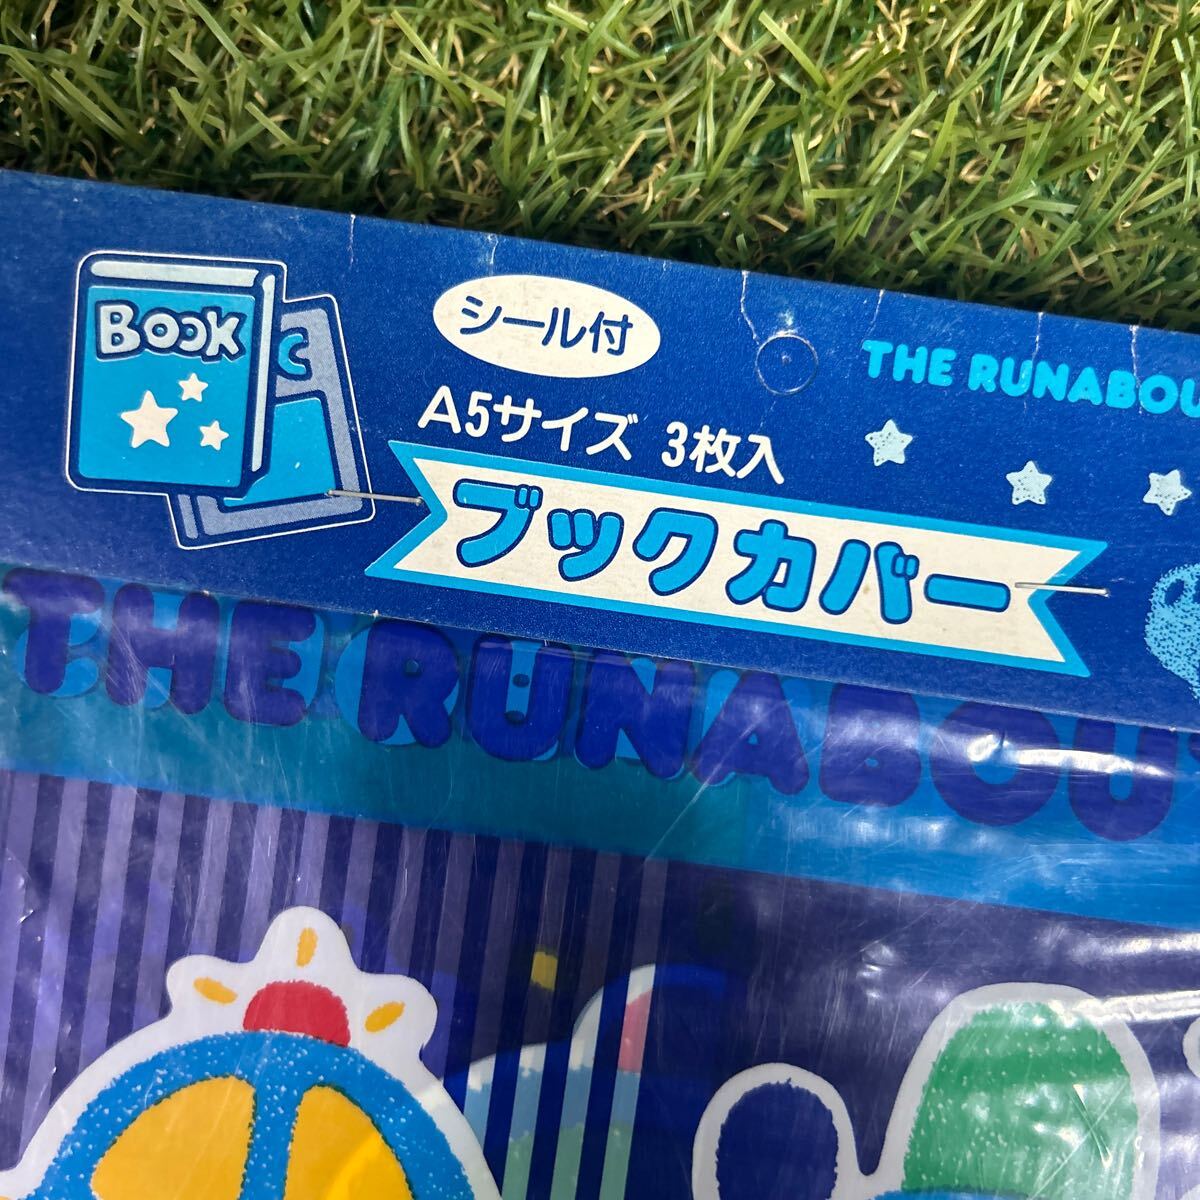 BOOK
C
シール付
A5サイズ 3枚入
ブックカバー
THE RUNABOU
THE RUNABOUT